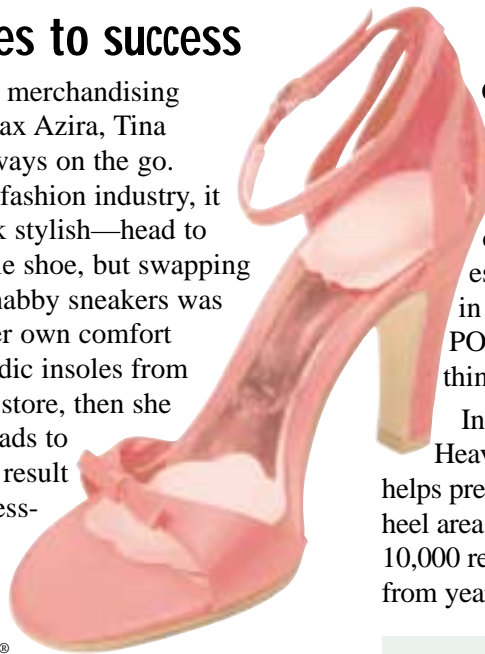 es to success
merchandising
ax Azira, Tina
ways on the go.
fashion industry, it
k stylish—head to
le shoe, but swapping
habby sneakers was
er own comfort
dic insoles from
store, then she
ads to
result
ess-
®
es
in
PO
thin
In
Heav
helps pre
heel area
10,000 re
from yea